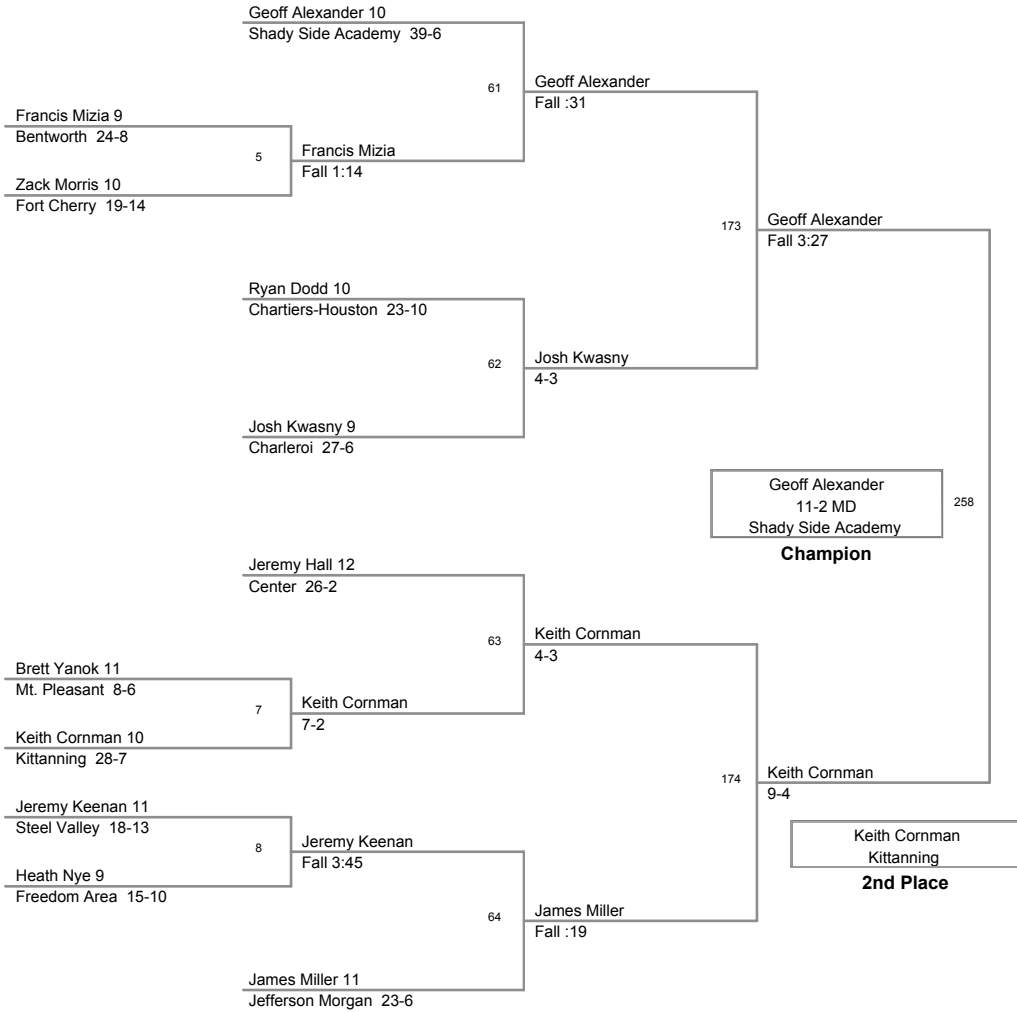 Geoff Alexander 10
Shady Side Academy 39-6
61
Geoff Alexander
Fall :31
Francis Mizia 9
Bentworth 24-8
5
Francis Mizia
Fall 1:14
Zack Morris 10
Fort Cherry 19-14
173
Geoff Alexander
Fall 3:27
Ryan Dodd 10
Chartiers-Houston 23-10
62
Josh Kwasny
4-3
Josh Kwasny 9
Charleroi 27-6
Geoff Alexander
11-2 MD
Shady Side Academy
258
Champion
Jeremy Hall 12
Center 26-2
63
Keith Cornman
4-3
Brett Yanok 11
Mt. Pleasant 8-6
7
Keith Cornman
7-2
Keith Cornman 10
Kittanning 28-7
174
Keith Cornman
9-4
Jeremy Keenan 11
Steel Valley 18-13
8
Jeremy Keenan
Fall 3:45
Heath Nye 9
Freedom Area 15-10
Keith Cornman
Kittanning
2nd Place
64
James Miller
Fall :19
James Miller 11
Jefferson Morgan 23-6